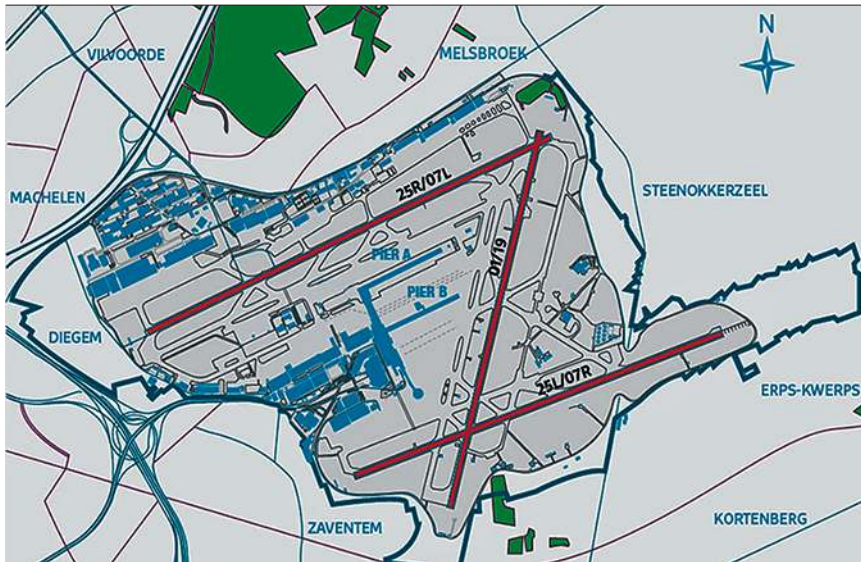 VILVOORDE
MELSBROEK
N
MACHELEN
25R/07L
STEENOKKERZEEL
PIER A
01/19
PIER B
DIEGEM
25L/07R
ERPS-KWERPS
ZAVENTEM
KORTENBERG